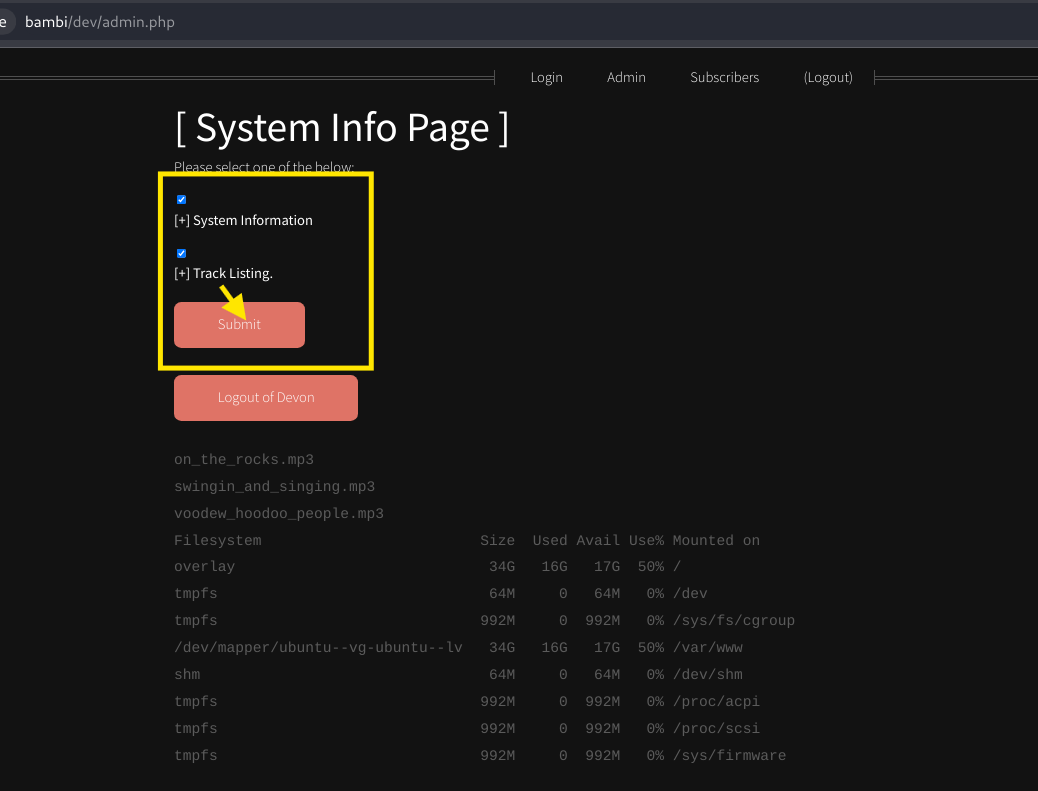 e bambi/dev/admin.php
Login Admin Subscribers (Logout)
[ System Info Page ]
Please select one of the below:
[+] System Information
[+] Track Listing.
Submit
Logout of Devon
on_the_rocks.mp3
swingin_and_singing.mp3
voodew_hoodoo_people.mp3
Filesystem Size Used Avail Use% Mounted on
overlay 34G 16G 17G 50% /
tmpfs 64M 0 64M 0% /dev
tmpfs 992M 0 992M 0% /sys/fs/cgroup
/dev/mapper/ubuntu--vg-ubuntu--lv 34G 16G 17G 50% /var/www
shm 64M 0 64M 0% /dev/shm
tmpfs 992M 0 992M 0% /proc/acpi
tmpfs 992M 0 992M 0% /proc/scsi
tmpfs 992M 0 992M 0% /sys/firmware